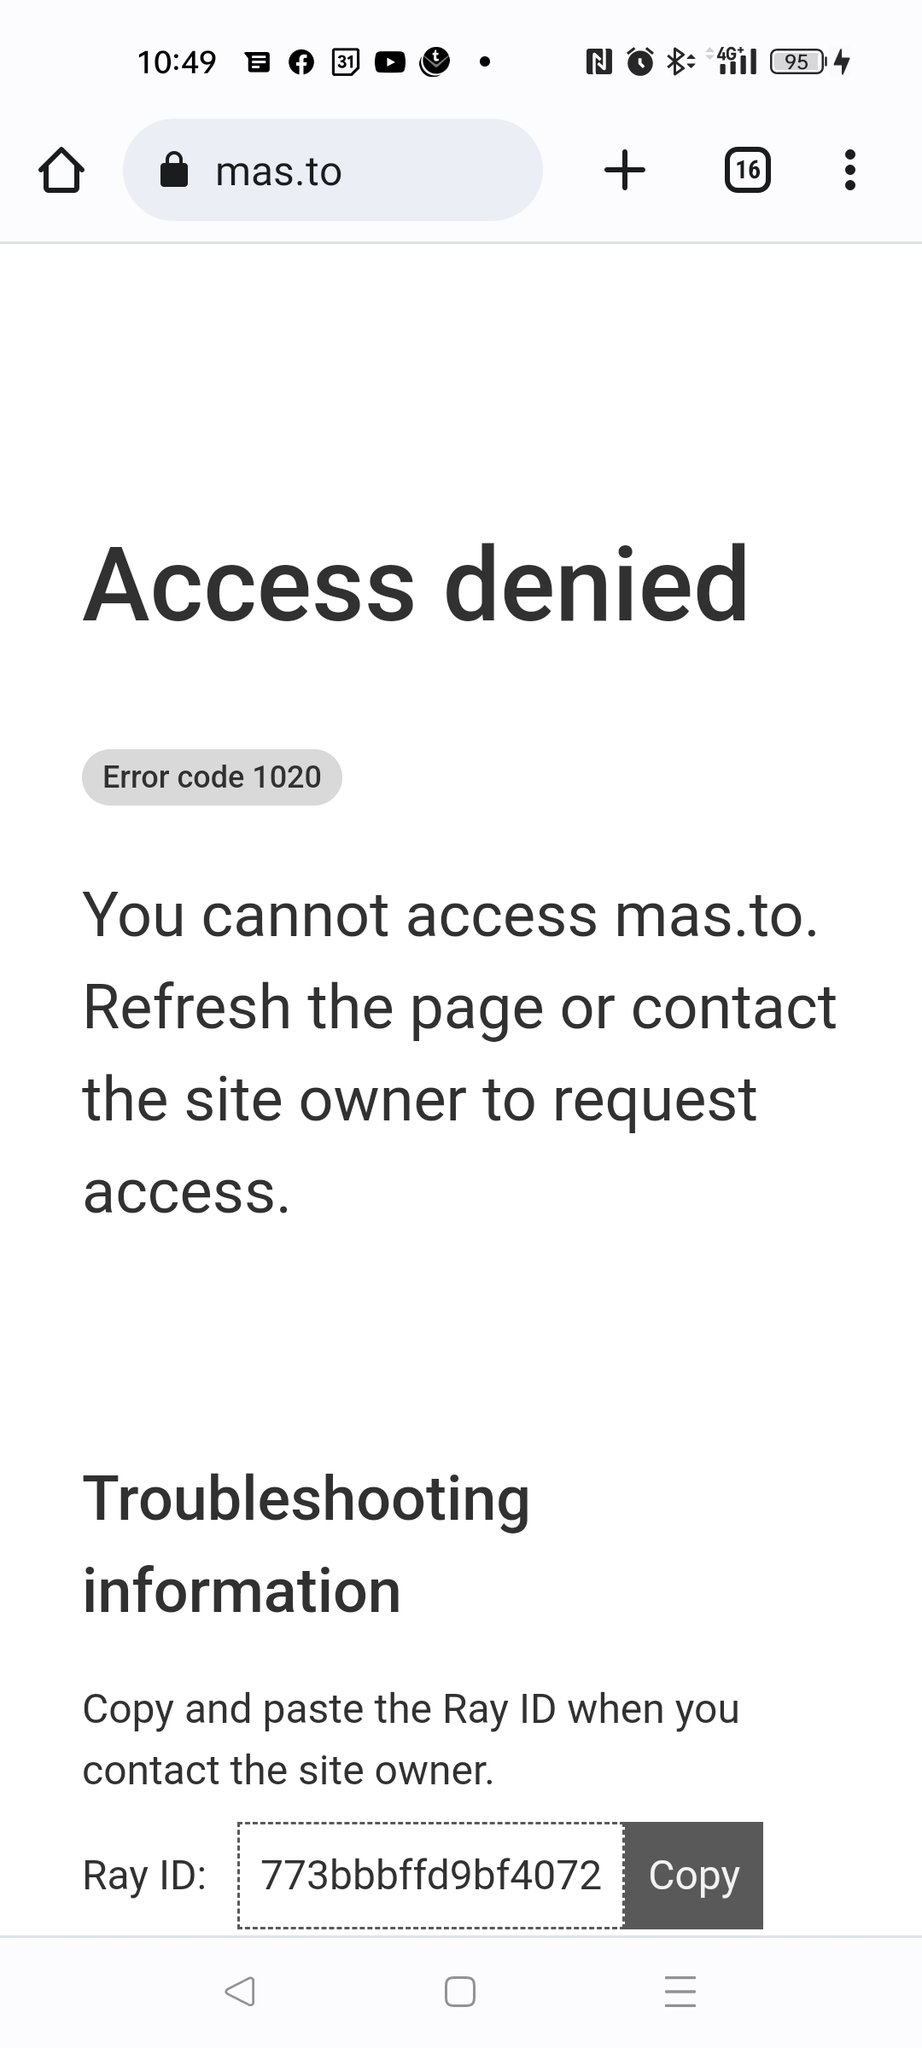 10:49 31 4G+ 95
mas.to 16
Access denied
Error code 1020
You cannot access mas.to.
Refresh the page or contact
the site owner to request
access.
Troubleshooting
information
Copy and paste the Ray ID when you
contact the site owner.
Ray ID: 773bbbffd9bf4072 Copy